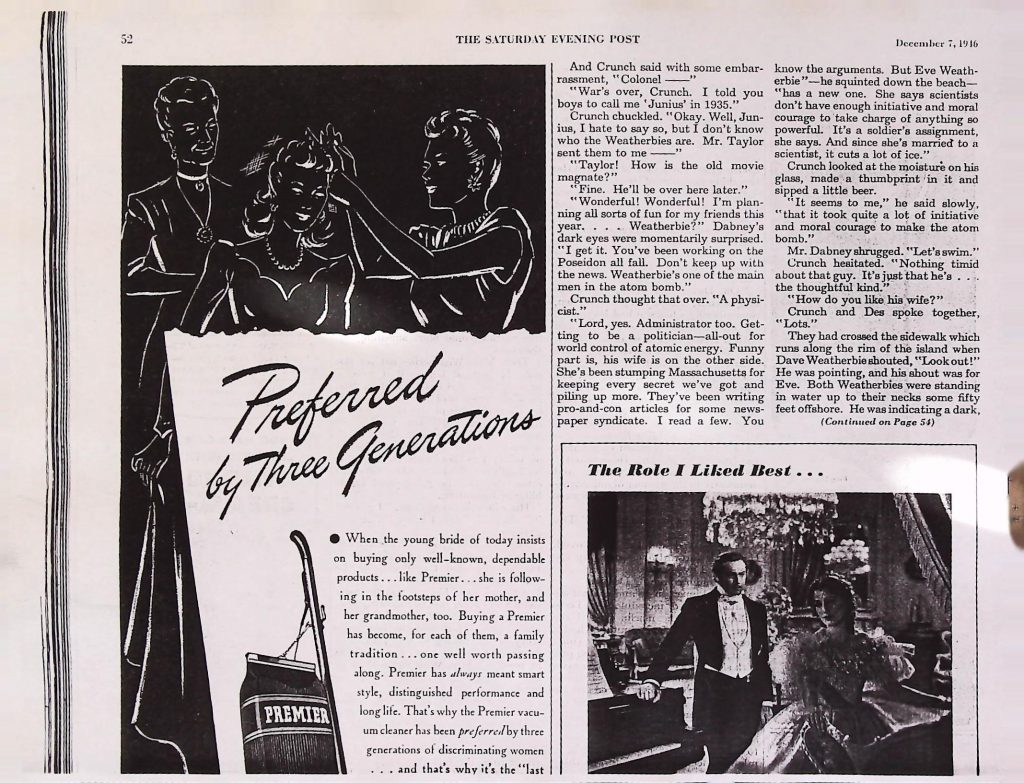 52
THE SATURDAY EVENING POST
December 7, 1946
Preferred
by Three Generations
● When the young bride of today insists
on buying only well-known, dependable
products . . . like Premier . . . she is follow-
ing in the footsteps of her mother, and
her grandmother, too. Buying a Premier
has become, for each of them, a family
tradition . . . one well worth passing
along. Premier has always meant smart
style, distinguished performance and
long life. That's why the Premier vacu-
um cleaner has been preferred by three
generations of discriminating women
. . . and that's why it's the "last
PREMIER
And Crunch said with some embar-
rassment, "Colonel ——"
"War's over, Crunch. I told you
boys to call me 'Junius' in 1935."
Crunch chuckled. "Okay. Well, Jun-
ius, I hate to say so, but I don't know
who the Weatherbies are. Mr. Taylor
sent them to me ——"
"Taylor! How is the old movie
magnate?"
"Fine. He'll be over here later."
"Wonderful! Wonderful! I'm plan-
ning all sorts of fun for my friends this
year. . . . Weatherbie?" Dabney's
dark eyes were momentarily surprised.
"I get it. You've been working on the
Poseidon all fall. Don't keep up with
the news. Weatherbie's one of the main
men in the atom bomb."
Crunch thought that over. "A physi-
cist."
"Lord, yes. Administrator too. Get-
ting to be a politician—all-out for
world control of atomic energy. Funny
part is, his wife is on the other side.
She's been stumping Massachusetts for
keeping every secret we've got and
piling up more. They've been writing
pro-and-con articles for some news-
paper syndicate. I read a few. You
know the arguments. But Eve Weath-
erbie"—he squinted down the beach—
"has a new one. She says scientists
don't have enough initiative and moral
courage to take charge of anything so
powerful. It's a soldier's assignment,
she says. And since she's married to a
scientist, it cuts a lot of ice."
Crunch looked at the moisture on his
glass, made a thumbprint in it and
sipped a little beer.
"It seems to me," he said slowly,
"that it took quite a lot of initiative
and moral courage to make the atom
bomb."
Mr. Dabney shrugged. "Let's swim."
Crunch hesitated. "Nothing timid
about that guy. It's just that he's . . .
the thoughtful kind."
"How do you like his wife?"
Crunch and Des spoke together,
"Lots."
They had crossed the sidewalk which
runs along the rim of the island when
Dave Weatherbie shouted, "Look out!"
He was pointing, and his shout was for
Eve. Both Weatherbies were standing
in water up to their necks some fifty
feet offshore. He was indicating a dark,
(Continued on Page 54)
The Role I Liked Best . . .